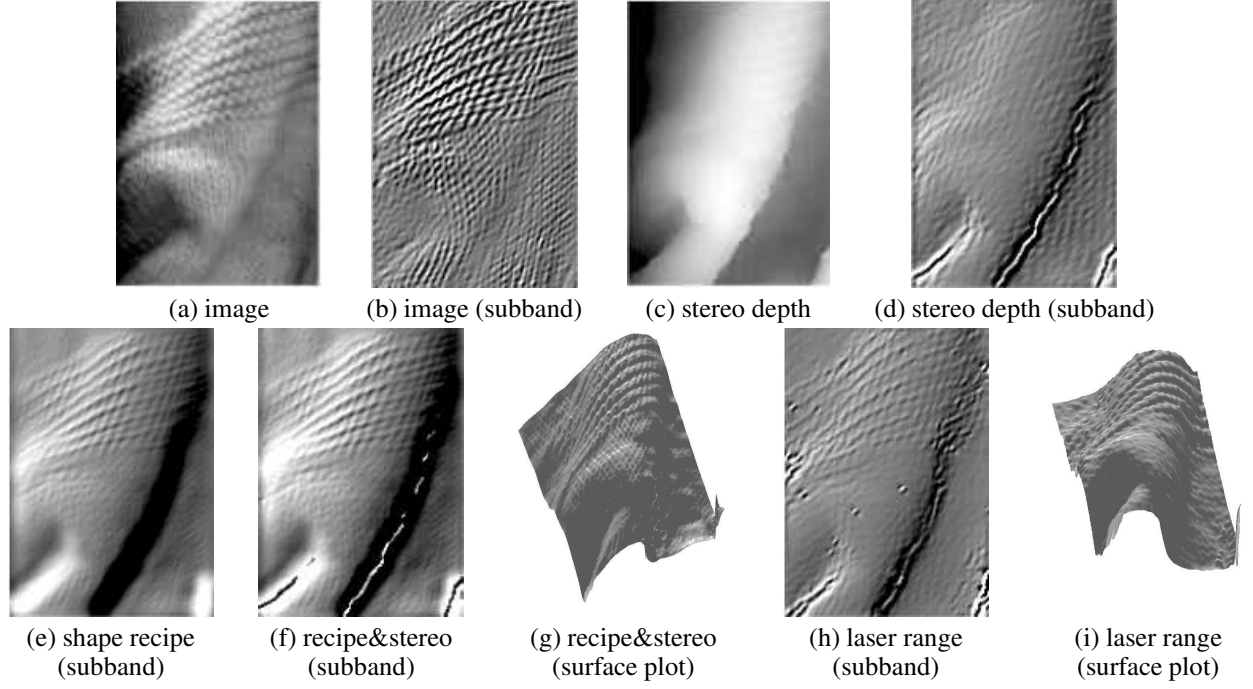 (a) image
(b) image (subband)
(c) stereo depth
(d) stereo depth (subband)
(e) shape recipe
(subband)
(f) recipe&stereo
(subband)
(g) recipe&stereo
(surface plot)
(h) laser range
(subband)
(i) laser range
(surface plot)